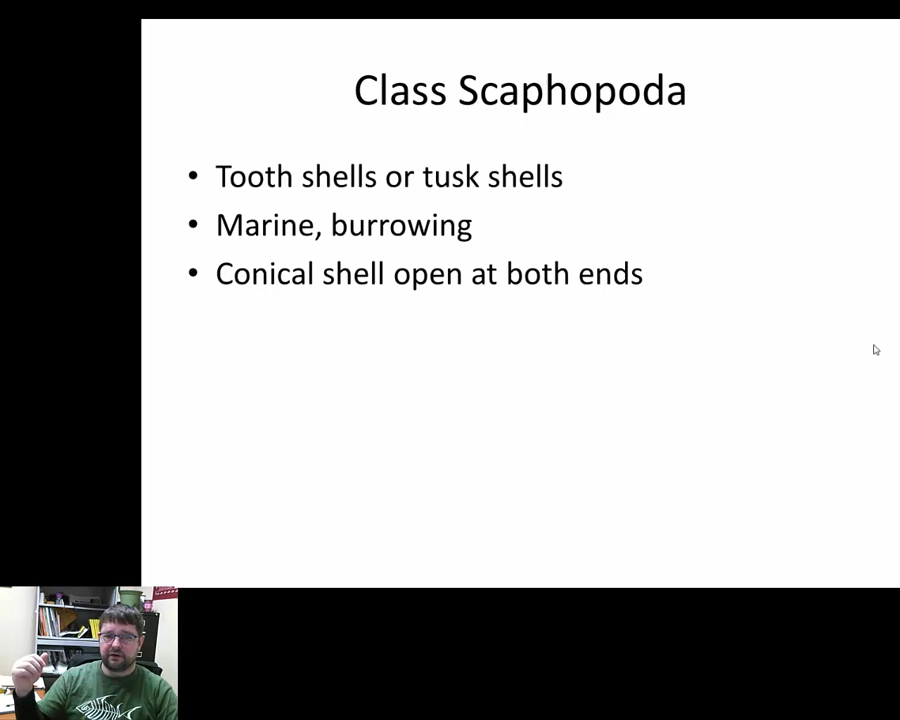 Class Scaphopoda
• Tooth shells or tusk shells
• Marine, burrowing
• Conical shell open at both ends